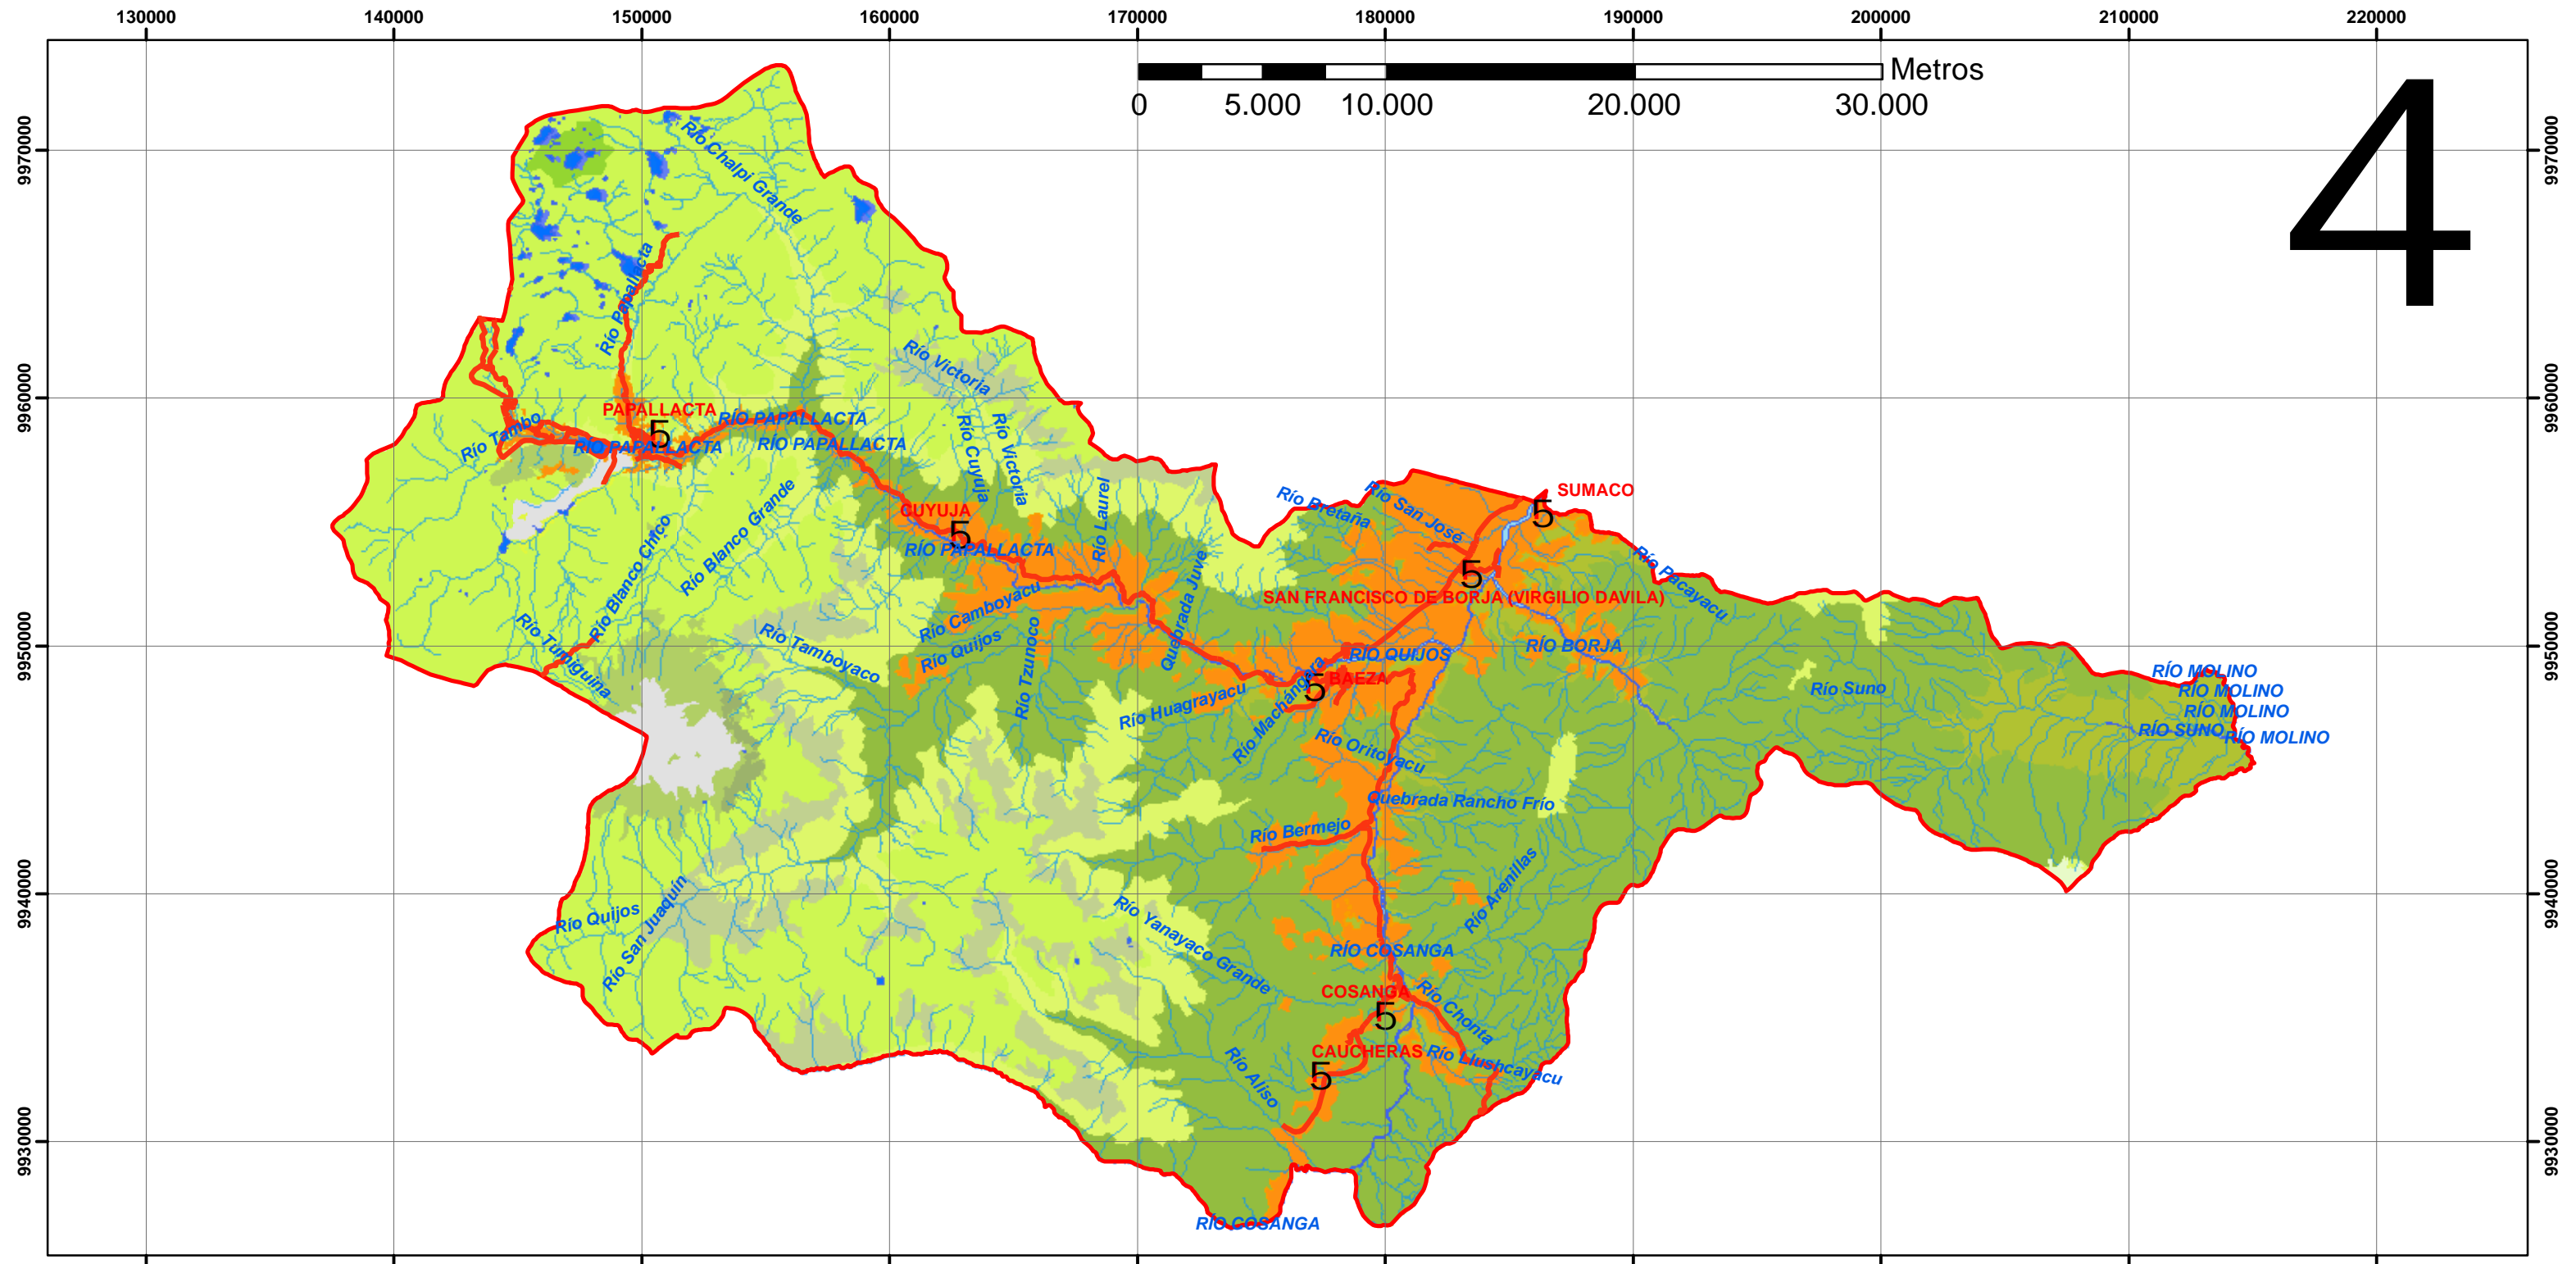 130000 140000 150000 160000 170000 180000 190000 200000 210000 220000
Metros
0 5.000 10.000 20.000 30.000
4
9970000 9970000
Río Chalpi Grande
Río Papallacta
Río Victoria
9960000 9960000
PAPALLACTA
5
Río Tambo
RÍO PAPALLACTA
RÍO PAPALLACTA
RÍO PAPALLACTA
Río Cuyuja
Río Victoria
Río Laurel
Río Blanco Grande
Río Blanco Chico
CUYUJA
5
RÍO PAPALLACTA
Río Bretaña
Río San José
SUMACO
5
5
SAN FRANCISCO DE BORJA (VIRGILIO DAVILA)
Río Pacayacu
Quebrada Juve
Río Camboyacu
Río Quijos
Río Tzunoco
Río Tumiguina
Río Tamboyaco
9950000 9950000
RÍO QUIJOS
RÍO BORJA
BAEZA
5
Río Huagrayacu
Río Machángara
Río Suno
RÍO MOLINO
RÍO MOLINO
RÍO MOLINO
RÍO SUNO
RÍO MOLINO
Río Oritoyacu
Quebrada Rancho Frío
Río Bermejo
9940000 9940000
Río Arenillas
Río Quijos
Río San Juaquín
Río Yanayaco Grande
RÍO COSANGA
COSANGA
5
Río Chonta
CAUCHERAS
5
Río Llushcayacu
Río Aliso
9930000 9930000
RÍO COSANGA